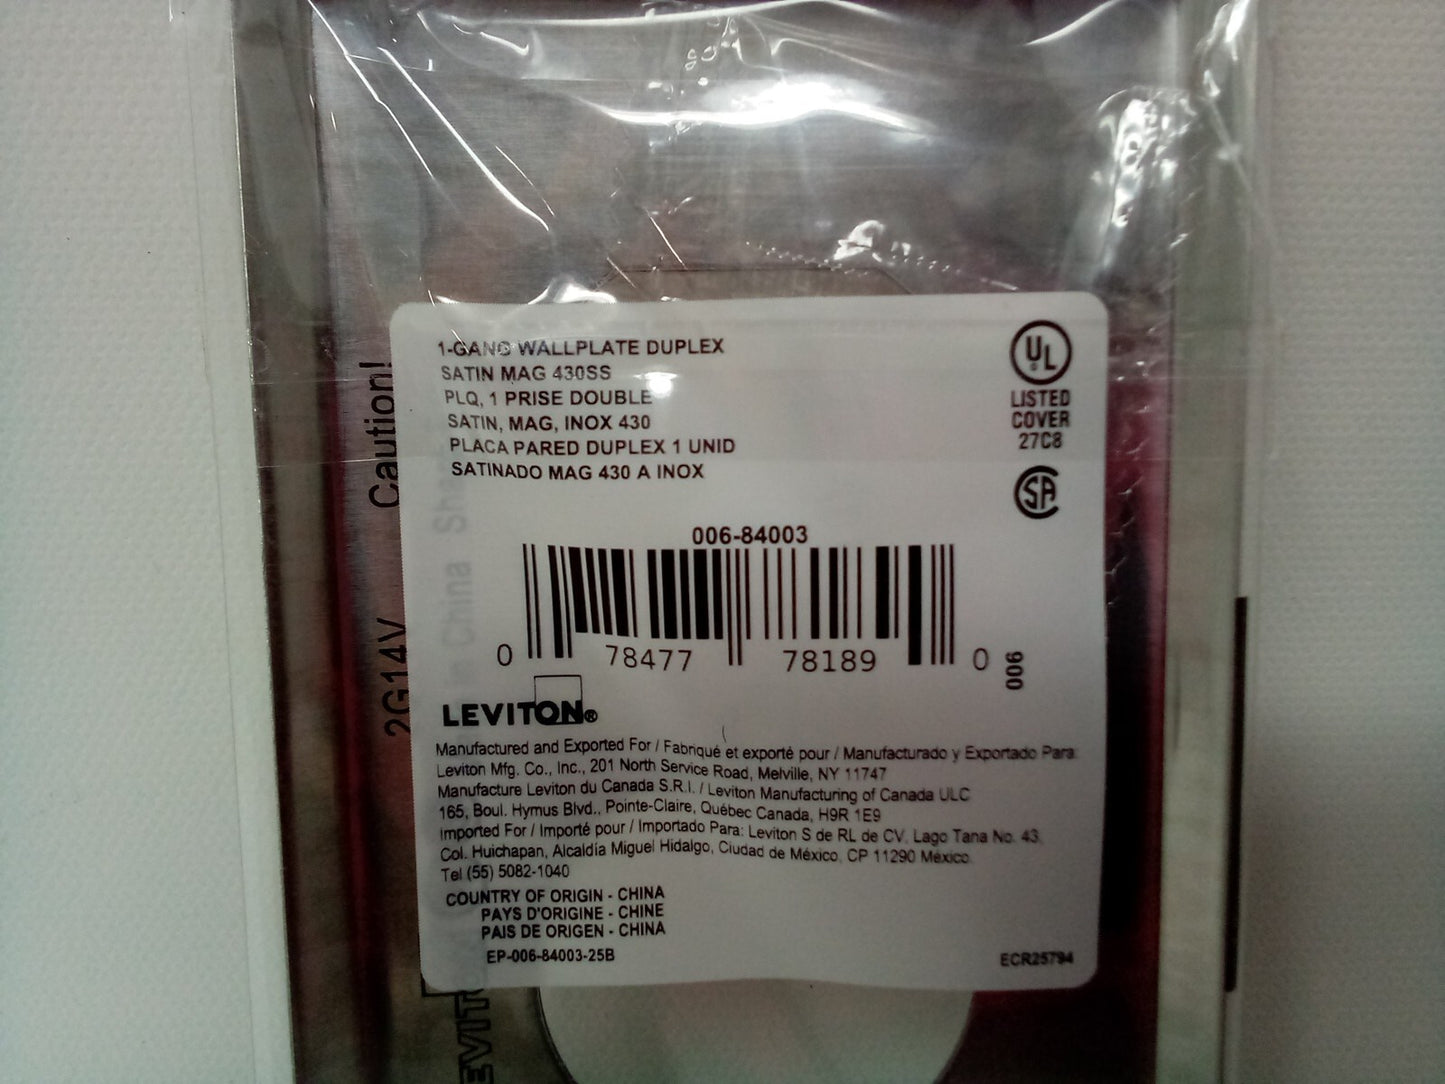 1-GANG WALLPLATE DUPLEX
SATIN MAG 430SS
PLQ, 1 PRISE DOUBLE
SATIN, MAG, INOX 430
PLACA PARED DUPLEX 1 UNID
SATINADO MAG 430 A INOX
UL
LISTED
COVER
27C8
SA
006-84003
0 78477 78189 0
006
LEVITON®
Manufactured and Exported For / Fabriqué et exporté pour / Manufacturado y Exportado Para:
Leviton Mfg. Co., Inc., 201 North Service Road, Melville, NY 11747
Manufacture Leviton du Canada S.R.I. / Leviton Manufacturing of Canada ULC
165, Boul. Hymus Blvd., Pointe-Claire, Québec Canada, H9R 1E9
Imported For / Importé pour / Importado Para: Leviton S de RL de CV, Lago Tana No. 43,
Col. Huichapan, Alcaldía Miguel Hidalgo, Ciudad de México, CP 11290 México.
Tel (55) 5082-1040
COUNTRY OF ORIGIN - CHINA
PAYS D'ORIGINE - CHINE
PAIS DE ORIGEN - CHINA
EP-006-84003-25B
ECR25794
Caution!
China
2G14V